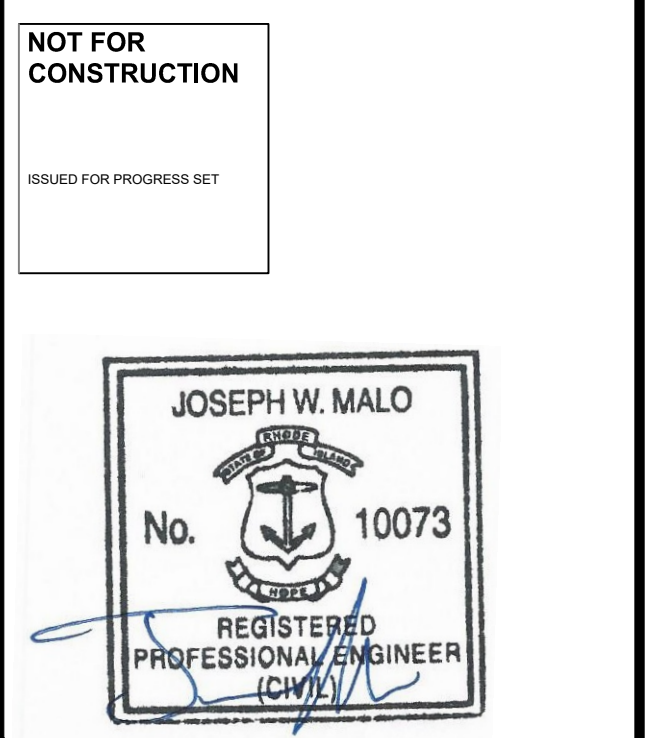 NOT FOR
CONSTRUCTION
ISSUED FOR PROGRESS SET
JOSEPH W. MALO
RHODE
STATE OF ISLAND
No. 10073
HOPE
REGISTERED
PROFESSIONAL ENGINEER
(CIVIL)